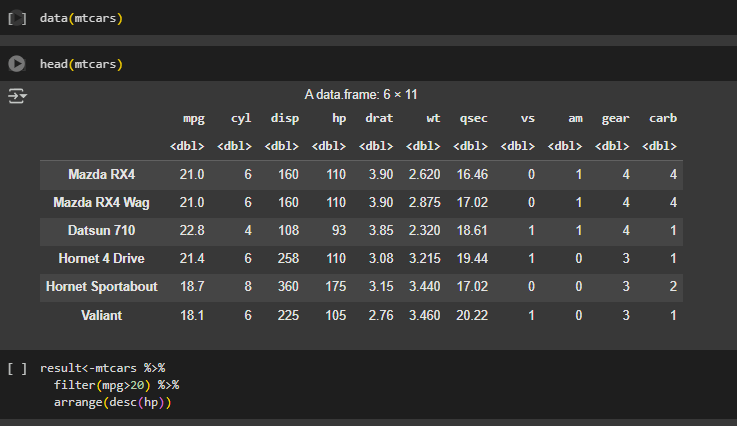 [ ] data(mtcars)
head(mtcars)
A data.frame: 6 × 11
mpg cyl disp hp drat wt qsec vs am gear carb
<dbl> <dbl> <dbl> <dbl> <dbl> <dbl> <dbl> <dbl> <dbl> <dbl> <dbl>
Mazda RX4 21.0 6 160 110 3.90 2.620 16.46 0 1 4 4
Mazda RX4 Wag 21.0 6 160 110 3.90 2.875 17.02 0 1 4 4
Datsun 710 22.8 4 108 93 3.85 2.320 18.61 1 1 4 1
Hornet 4 Drive 21.4 6 258 110 3.08 3.215 19.44 1 0 3 1
Hornet Sportabout 18.7 8 360 175 3.15 3.440 17.02 0 0 3 2
Valiant 18.1 6 225 105 2.76 3.460 20.22 1 0 3 1
[ ] result<-mtcars %>%
filter(mpg>20) %>%
arrange(desc(hp))